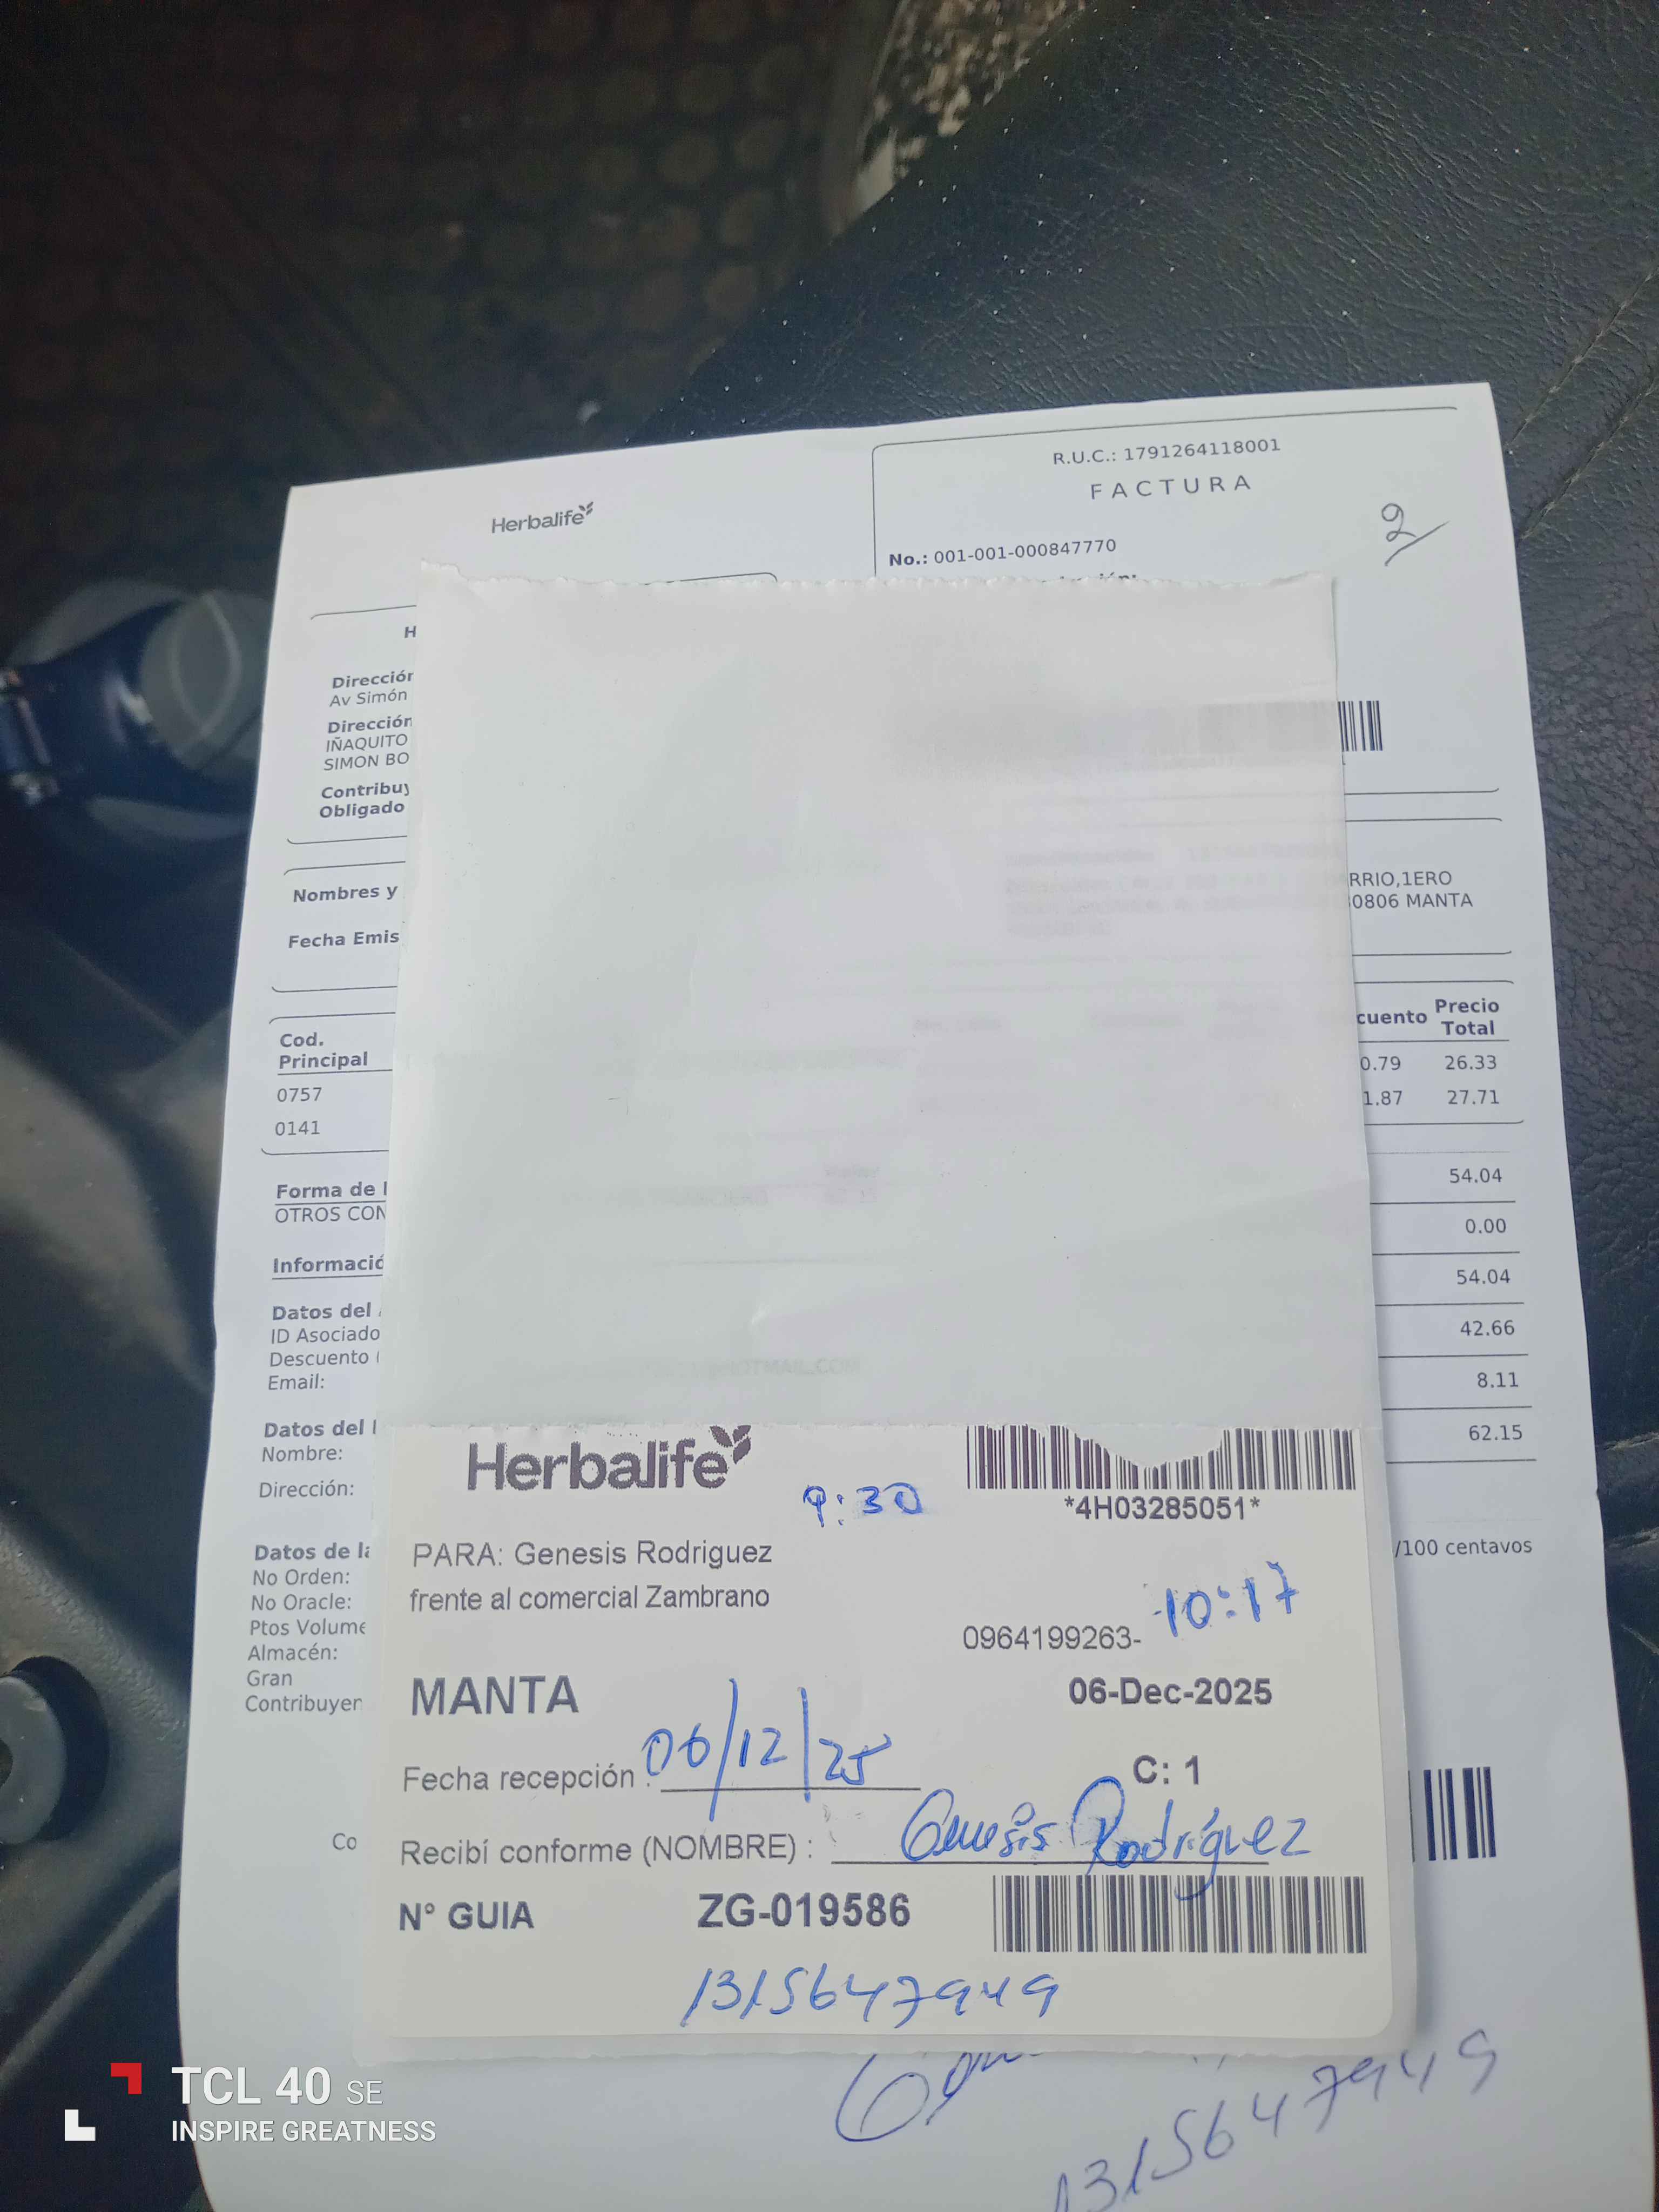 Herbalife
R.U.C.: 1791264118001
FACTURA
2
No.: 001-001-000847770
H
Dirección
Av Simón
Dirección
IÑAQUITO
SIMON BO
Contribuy
Obligado
Nombres y
RRIO,1ERO
0806 MANTA
Fecha Emis
Cod.
Principal
cuento
Precio
Total
0757
0.79 26.33
0141
1.87 27.71
Forma de
OTROS CON
54.04
0.00
Informació
54.04
Datos del
ID Asociado
42.66
Descuento
Email:
8.11
Datos del
Nombre:
62.15
Dirección:
Datos de la
/100 centavos
No Orden:
No Oracle:
Ptos Volume
Almacén:
Gran
Contribuyen
Co
Herbalife
9:30
*4H03285051*
PARA: Genesis Rodriguez
frente al comercial Zambrano
10:17
0964199263-
MANTA
06-Dec-2025
Fecha recepción : 06/12/25
C: 1
Recibí conforme (NOMBRE) : Genesis Rodríguez
N° GUIA ZG-019586
1315647949
1315647949
TCL 40 SE
INSPIRE GREATNESS